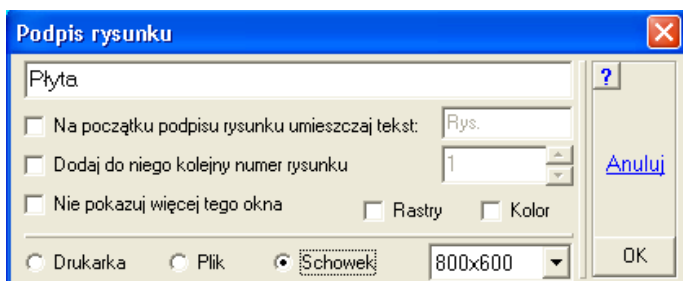 Podpis rysunku
Płyta
?
Na początku podpisu rysunku umieszczaj tekst: Rys.
Dodaj do niego kolejny numer rysunku 1
Anuluj
Nie pokazuj więcej tego okna Rastry Kolor
Drukarka Plik Schowek 800x600 OK